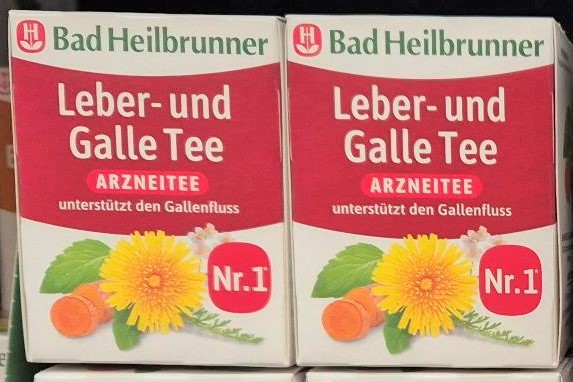 Bad Heilbrunner
Leber- und
Galle Tee
ARZNEITEE
unterstützt den Gallenfluss
Nr.1*
Bad Heilbrunner
Leber- und
Galle Tee
ARZNEITEE
unterstützt den Gallenfluss
Nr.1*